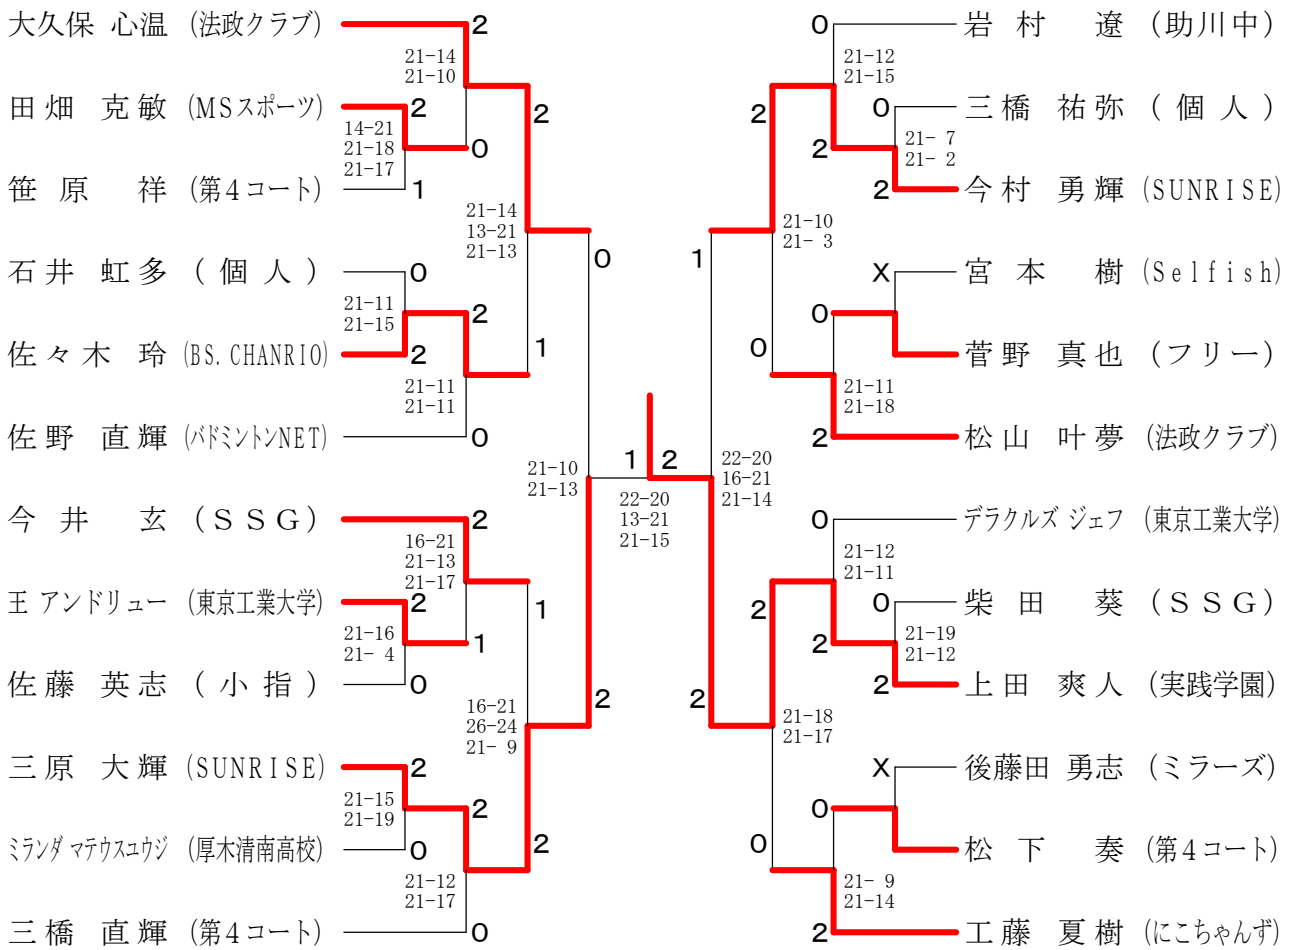 大久保 心温 (法政クラブ) 2
21-14
21-10
田畑 克敏 (MSスポーツ) 2
14-21
21-18
21-17
0
2
笹原 祥 (第4コート) 1
21-14
13-21
21-13
0
石井 虹多 (個人) 0
21-11
21-15
2
佐々木 玲 (BS.CHANRIO) 2
1
21-11
21-11
佐野 直輝 (バドミントンNET) 0
21-10
21-13
今井 玄 (SSG) 2
16-21
21-13
21-17
王 アンドリュー (東京工業大学) 2
21-16
21- 4
1
1
佐藤 英志 (小指) 0
16-21
26-24
21- 9
2
三原 大輝 (SUNRISE) 2
21-15
21-19
2
ミランダ マテウスユウジ (厚木清南高校) 0
2
21-12
21-17
三橋 直輝 (第4コート) 0
1 2
22-20
13-21
21-15
0 岩村 遼 (助川中)
21-12
21-15
0 三橋 祐弥 (個人)
2
2
21- 7
21- 2
2 今村 勇輝 (SUNRISE)
21-10
21- 3
1
X 宮本 樹 (Selfish)
0
0
菅野 真也 (フリー)
21-11
21-18
2 松山 叶夢 (法政クラブ)
22-20
16-21
21-14
0 デラクルズ ジェフ (東京工業大学)
21-12
21-11
0 柴田 葵 (SSG)
2
2
21-19
21-12
2 上田 爽人 (実践学園)
2
21-18
21-17
X 後藤田 勇志 (ミラーズ)
0
0
松下 奏 (第4コート)
21- 9
21-14
2 工藤 夏樹 (にこちゃんず)